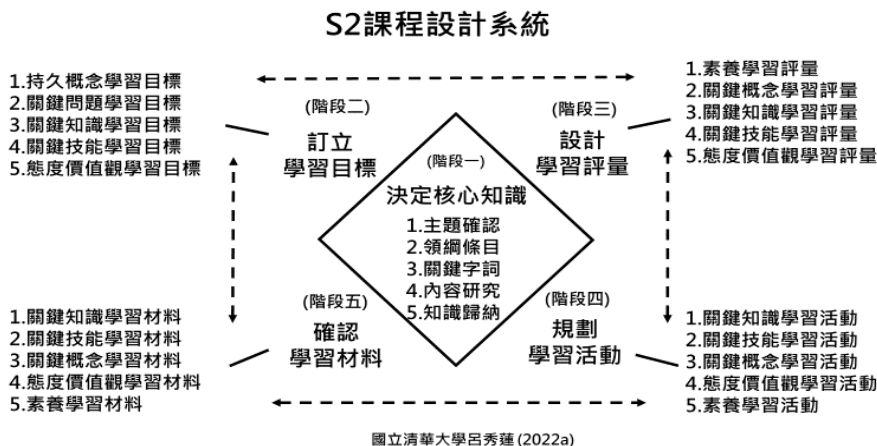 S2課程設計系統
1.持久概念學習目標
2.關鍵問題學習目標
3.關鍵知識學習目標
4.關鍵技能學習目標
5.態度價值觀學習目標
(階段二)
訂立
學習目標
(階段三)
設計
學習評量
1.素養學習評量
2.關鍵概念學習評量
3.關鍵知識學習評量
4.關鍵技能學習評量
5.態度價值觀學習評量
(階段一)
決定核心知識
1.主題確認
2.領綱條目
3.關鍵字詞
4.內容研究
5.知識歸納
1.關鍵知識學習材料
2.關鍵技能學習材料
3.關鍵概念學習材料
4.態度價值觀學習材料
5.素養學習材料
(階段五)
確認
學習材料
(階段四)
規劃
學習活動
1.關鍵知識學習活動
2.關鍵技能學習活動
3.關鍵概念學習活動
4.態度價值觀學習活動
5.素養學習活動
國立清華大學呂秀蓮(2022a)